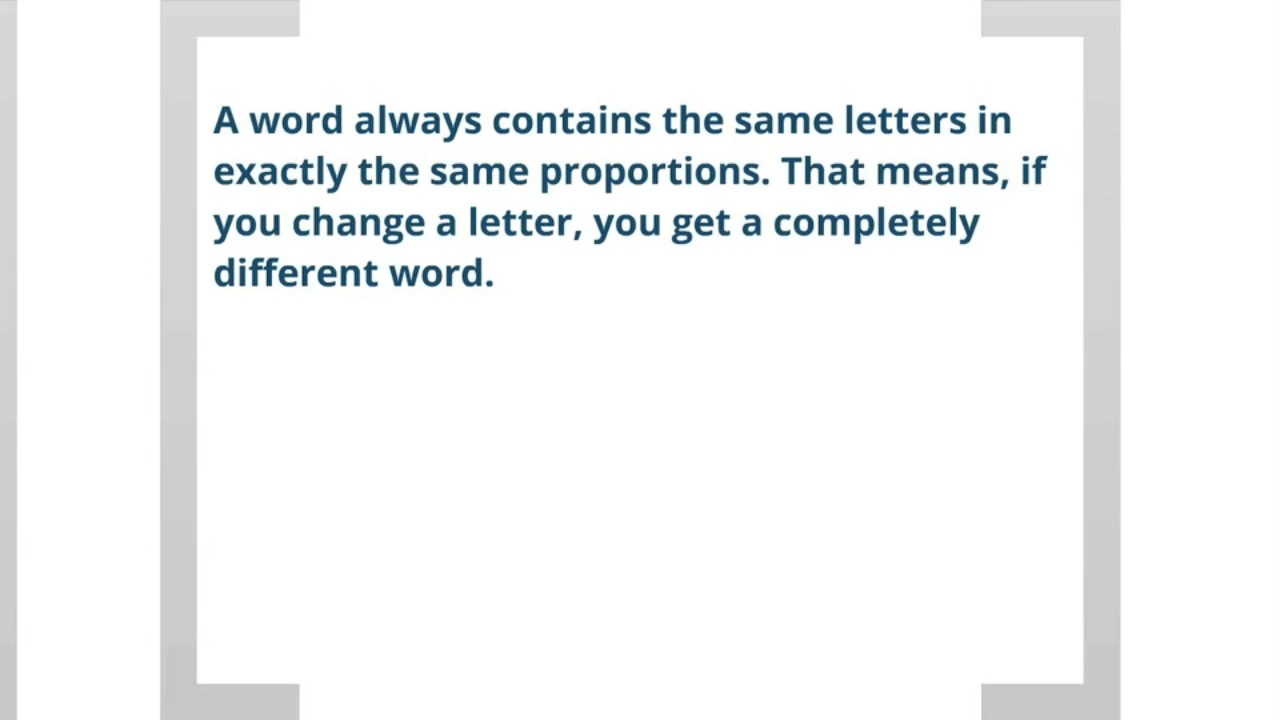 A word always contains the same letters in
exactly the same proportions. That means, if
you change a letter, you get a completely
different word.